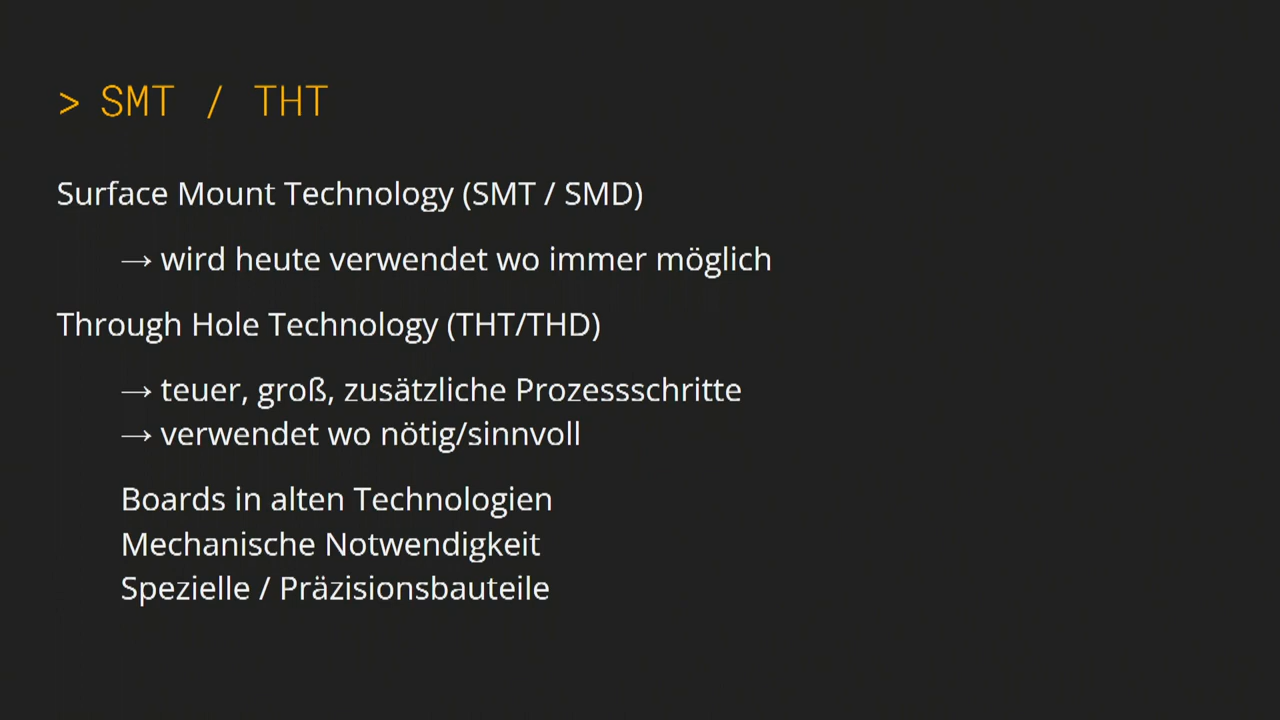 > SMT / THT
Surface Mount Technology (SMT / SMD)
→ wird heute verwendet wo immer möglich
Through Hole Technology (THT/THD)
→ teuer, groß, zusätzliche Prozessschritte
→ verwendet wo nötig/sinnvoll
Boards in alten Technologien
Mechanische Notwendigkeit
Spezielle / Präzisionsbauteile